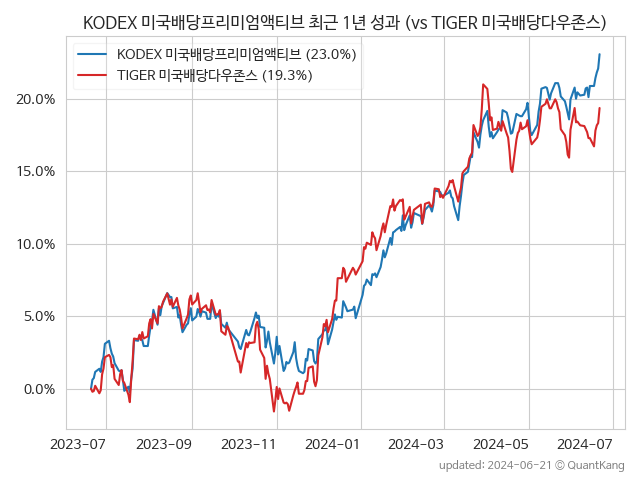 KODEX 미국배당프리미엄액티브 최근 1년 성과 (vs TIGER 미국배당다우존스)
KODEX 미국배당프리미엄액티브 (23.0%)
TIGER 미국배당다우존스 (19.3%)
20.0%
15.0%
10.0%
5.0%
0.0%
2023-07 2023-09 2023-11 2024-01 2024-03 2024-05 2024-07
updated: 2024-06-21 © QuantKang